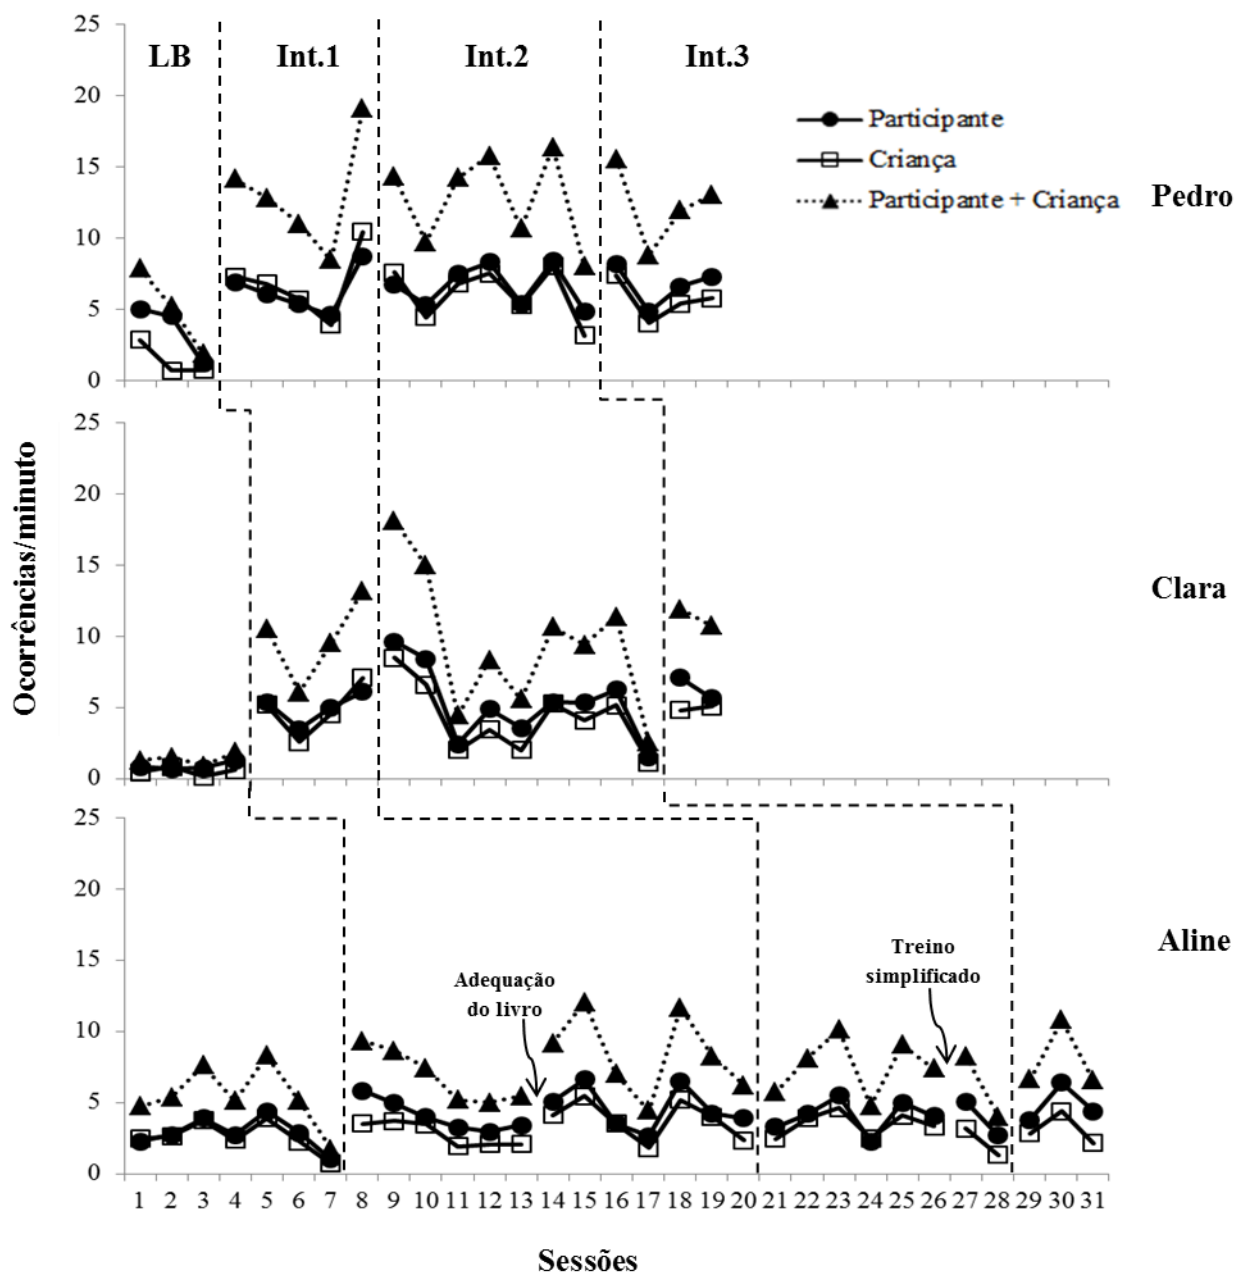 25
LB
Int.1
Int.2
Int.3
20
Participante
Criança
Participante + Criança
Pedro
15
10
5
0
25
20
15
Clara
10
5
0
Ocorrências/minuto
25
20
15
Aline
Treino
simplificado
Adequação
do livro
10
5
0
1 2 3 4 5 6 7 8 9 10 11 12 13 14 15 16 17 18 19 20 21 22 23 24 25 26 27 28 29 30 31
Sessões